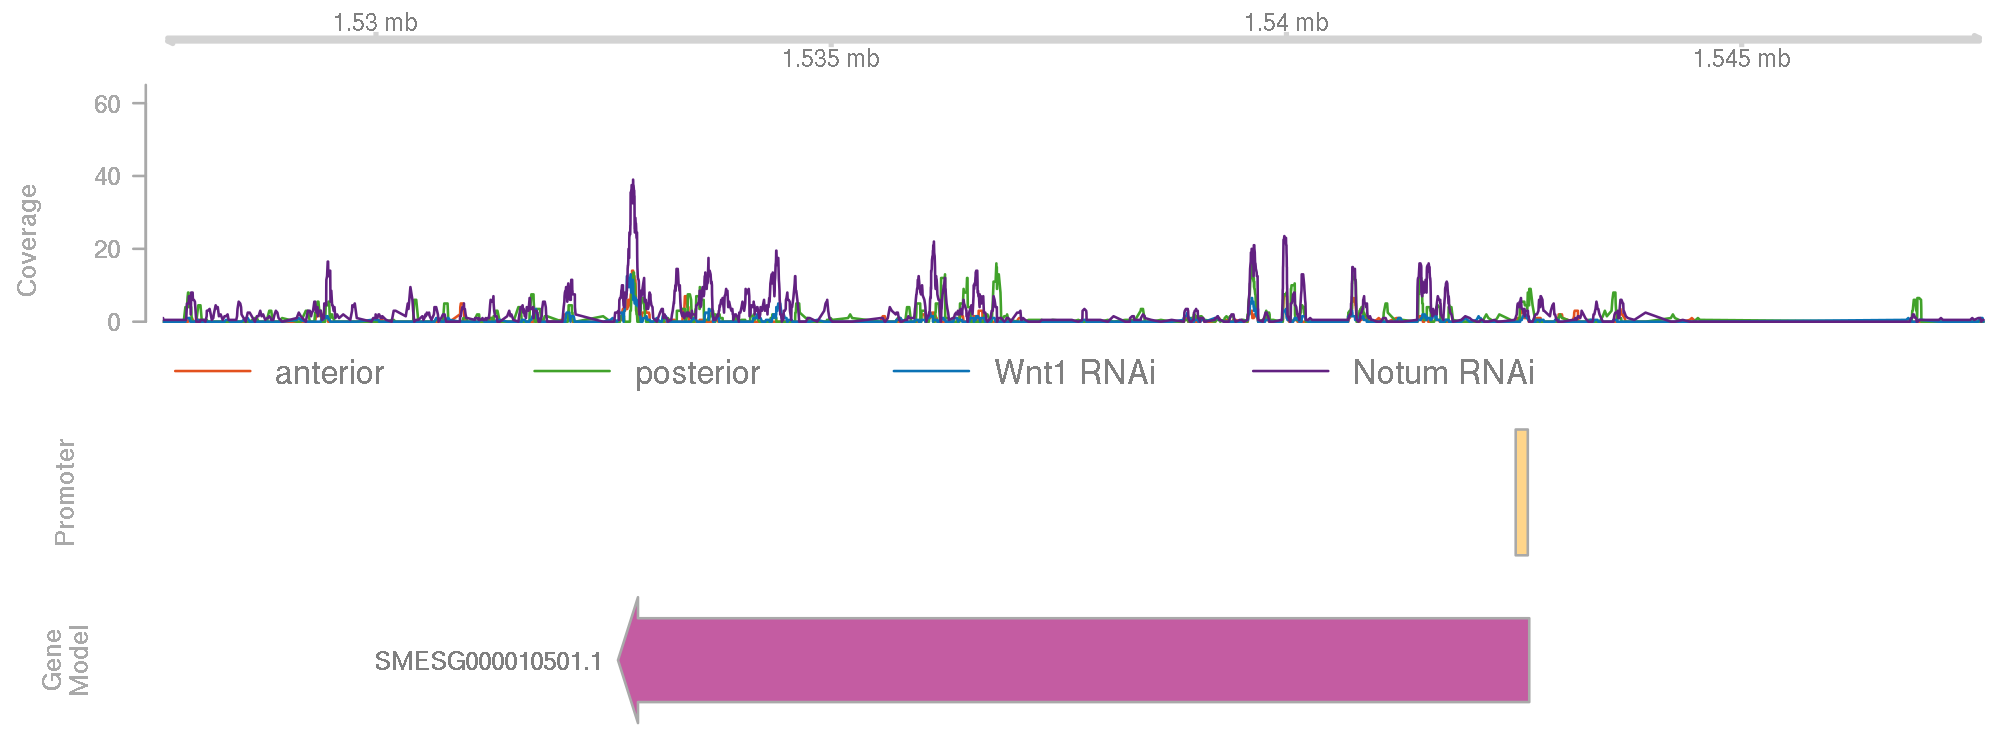 1.53 mb
1.54 mb
1.535 mb
1.545 mb
Coverage
60
40
20
0
anterior
posterior
Wnt1 RNAi
Notum RNAi
Promoter
Gene
Model
SMESG000010501.1